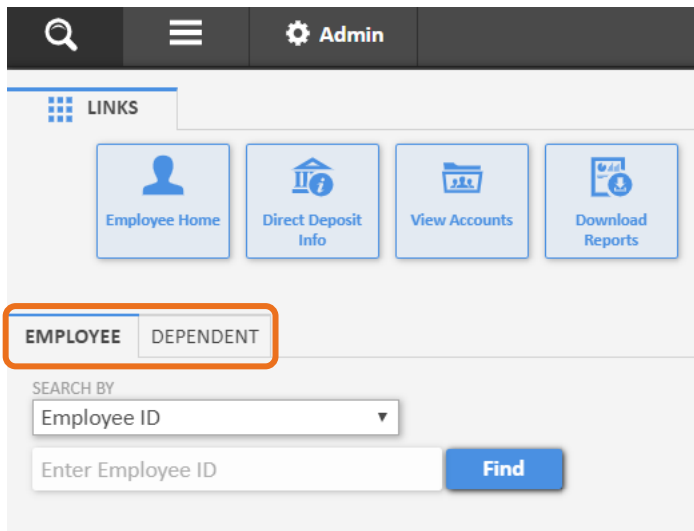 Admin
LINKS
Employee Home
Direct Deposit
Info
View Accounts
Download
Reports
EMPLOYEE
DEPENDENT
SEARCH BY
Employee ID
Enter Employee ID
Find